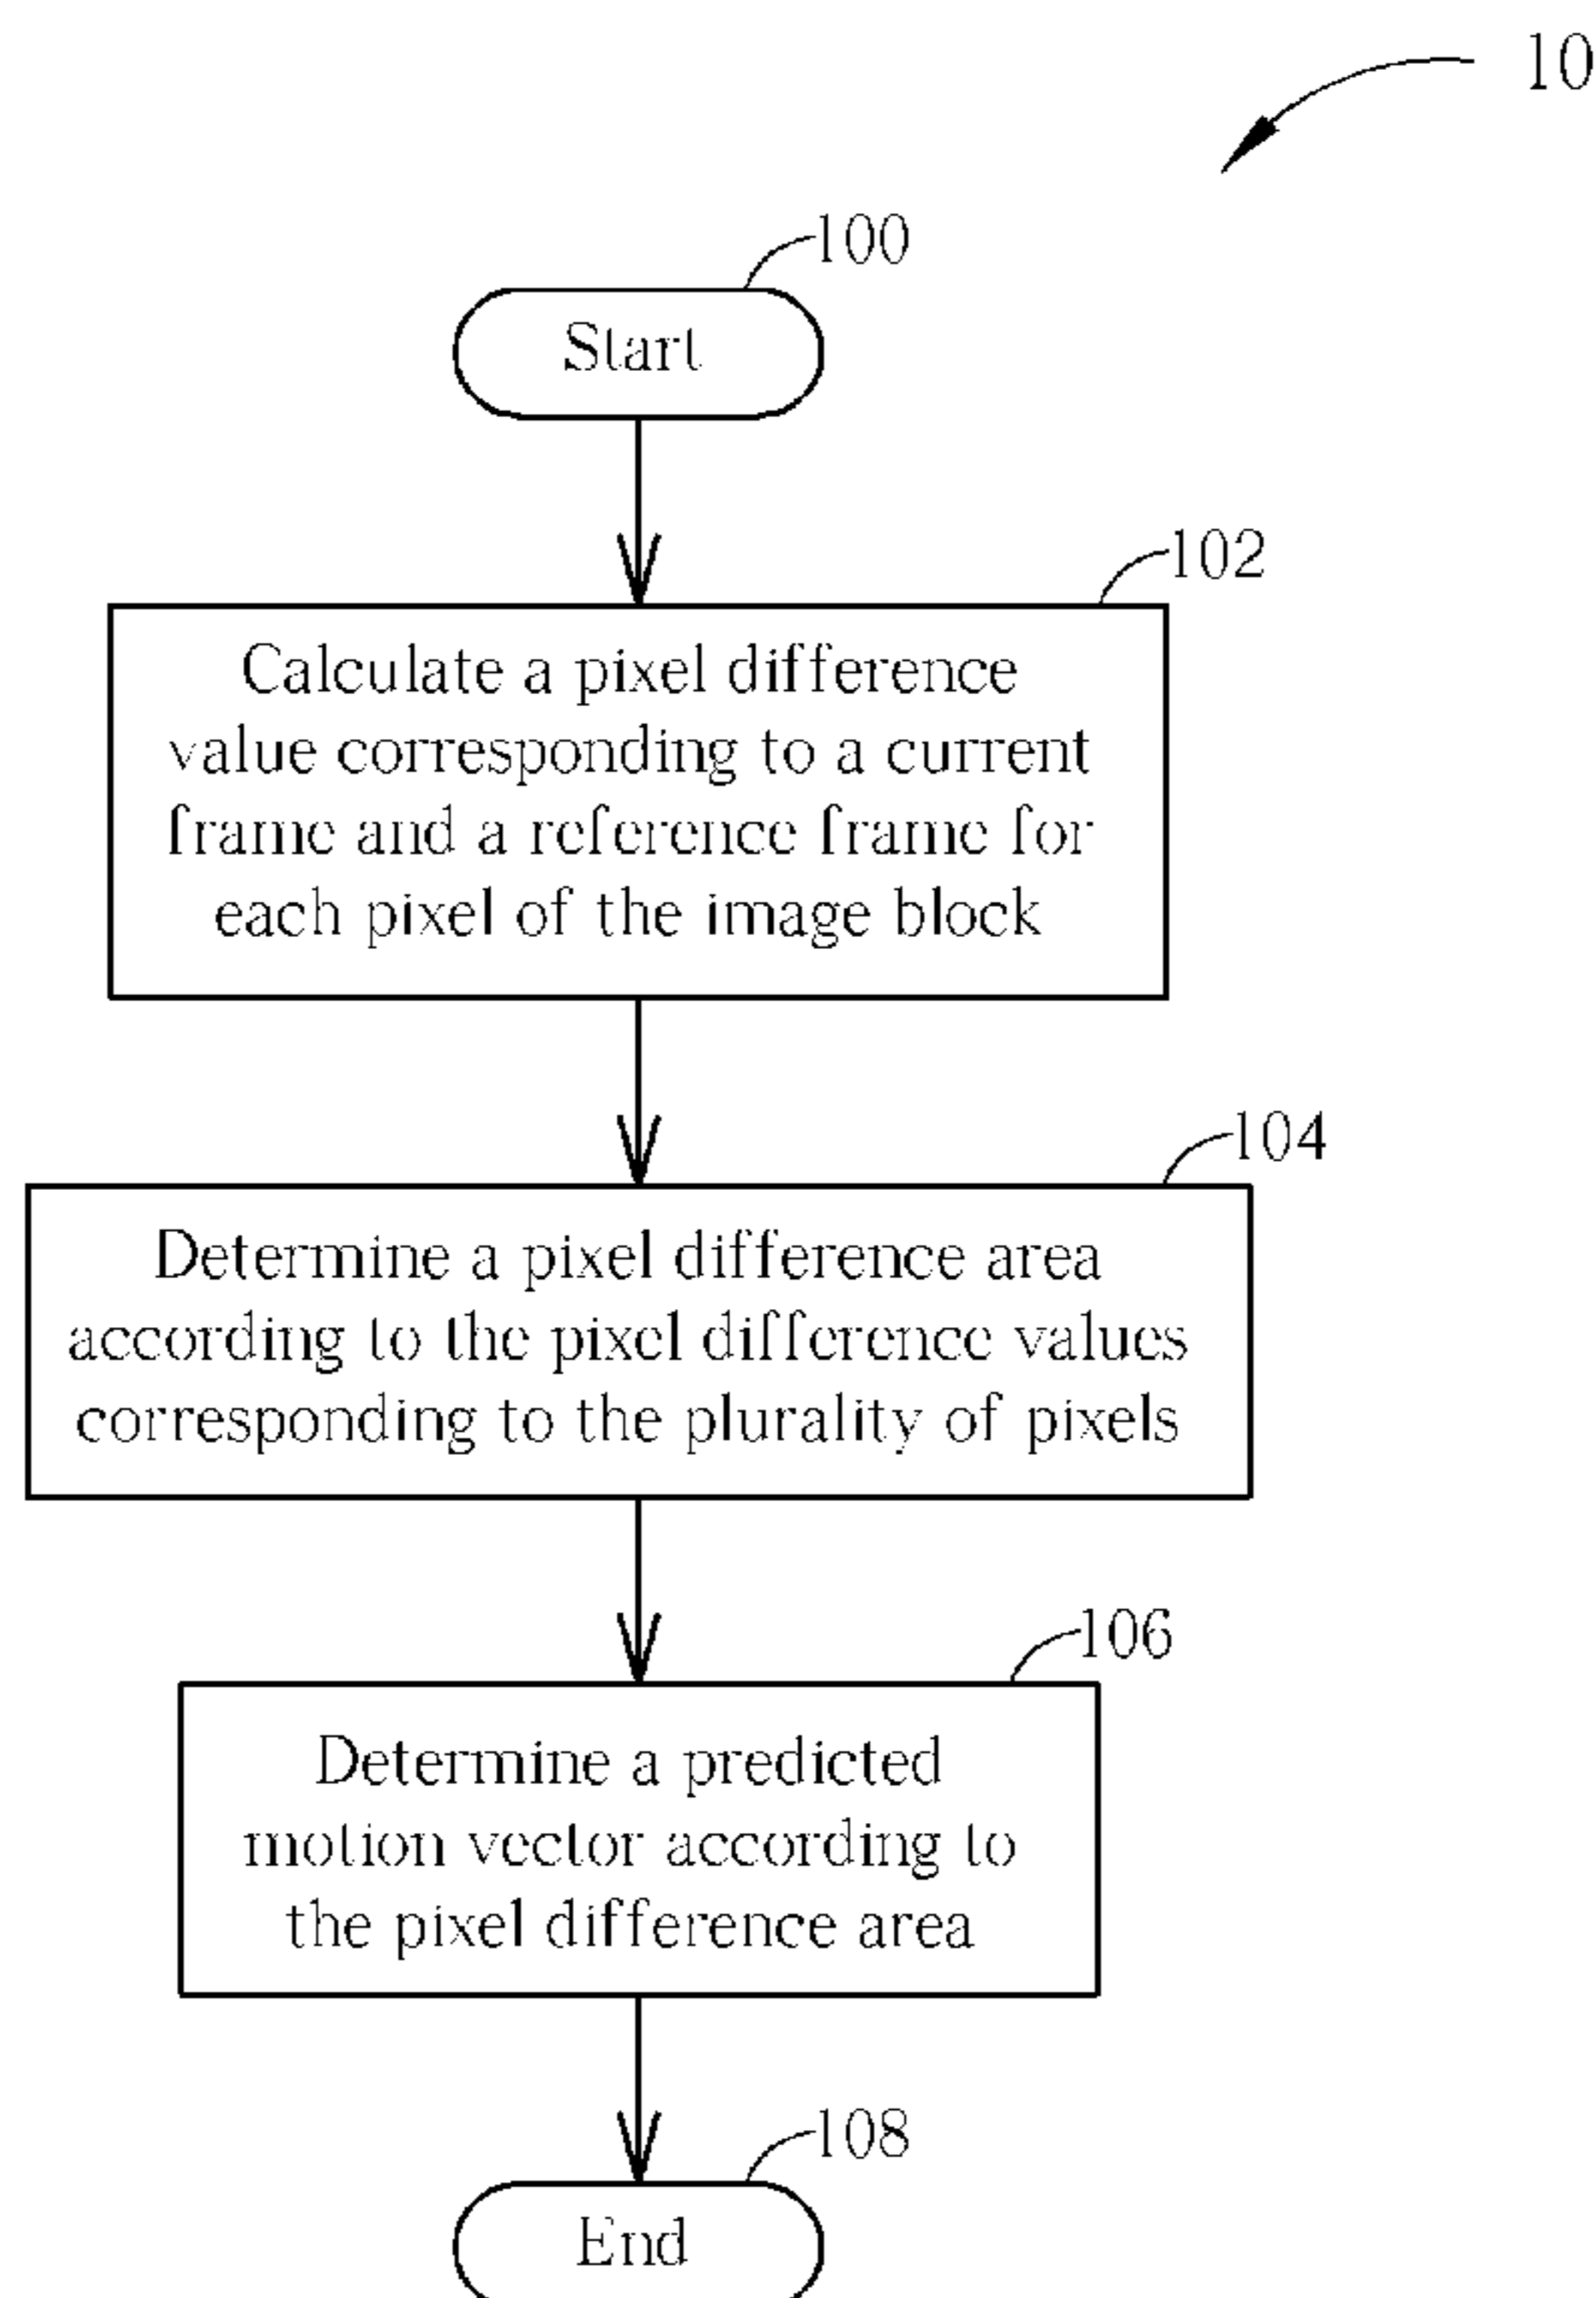 10
100
Start
102
Calculate a pixel difference
value corresponding to a current
frame and a reference frame for
each pixel of the image block
104
Determine a pixel difference area
according to the pixel difference values
corresponding to the plurality of pixels
106
Determine a predicted
motion vector according to
the pixel difference area
108
End